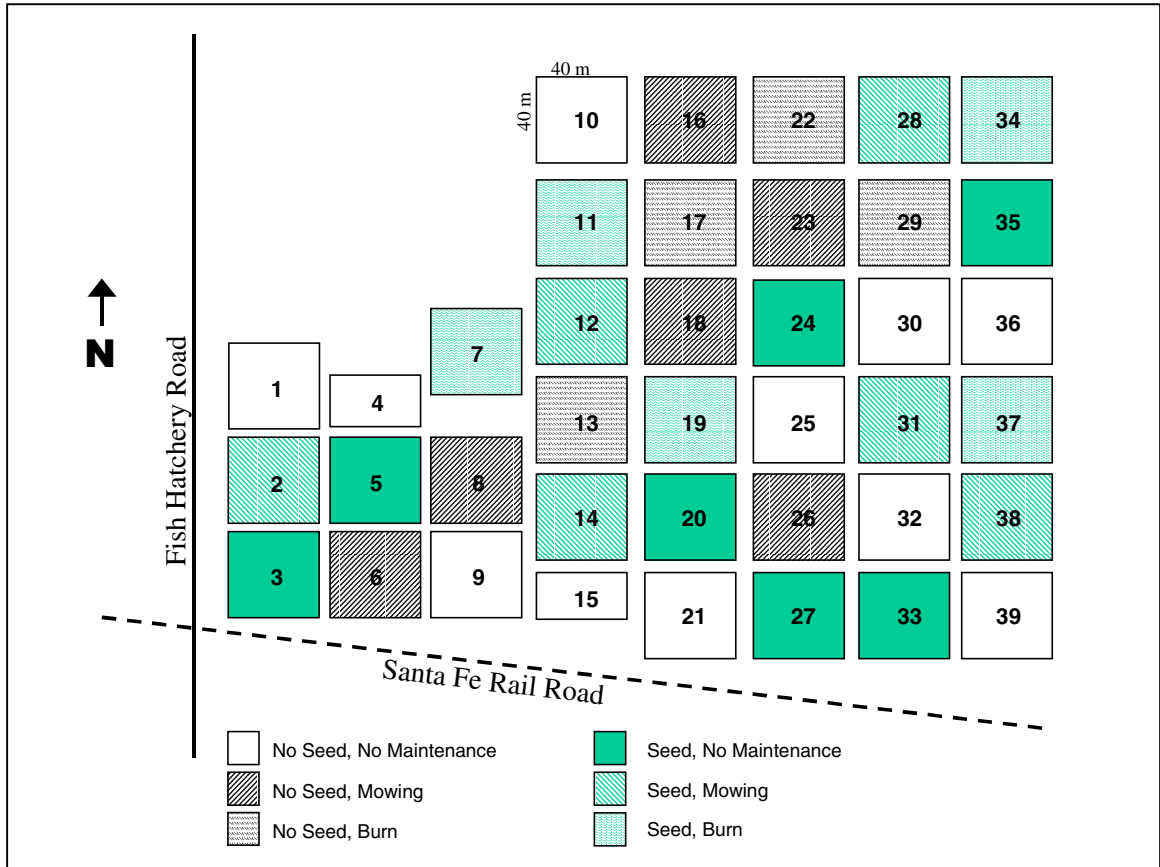 40 m
40 m
10 16 22 28 34
11 17 23 29 35
12 18 24 30 36
7
1
4
13 19 25 31 37
2 5 8
14 20 26 32 38
3 6 9
15
21 27 33 39
N
Fish Hatchery Road
Santa Fe Rail Road
No Seed, No Maintenance
No Seed, Mowing
No Seed, Burn
Seed, No Maintenance
Seed, Mowing
Seed, Burn